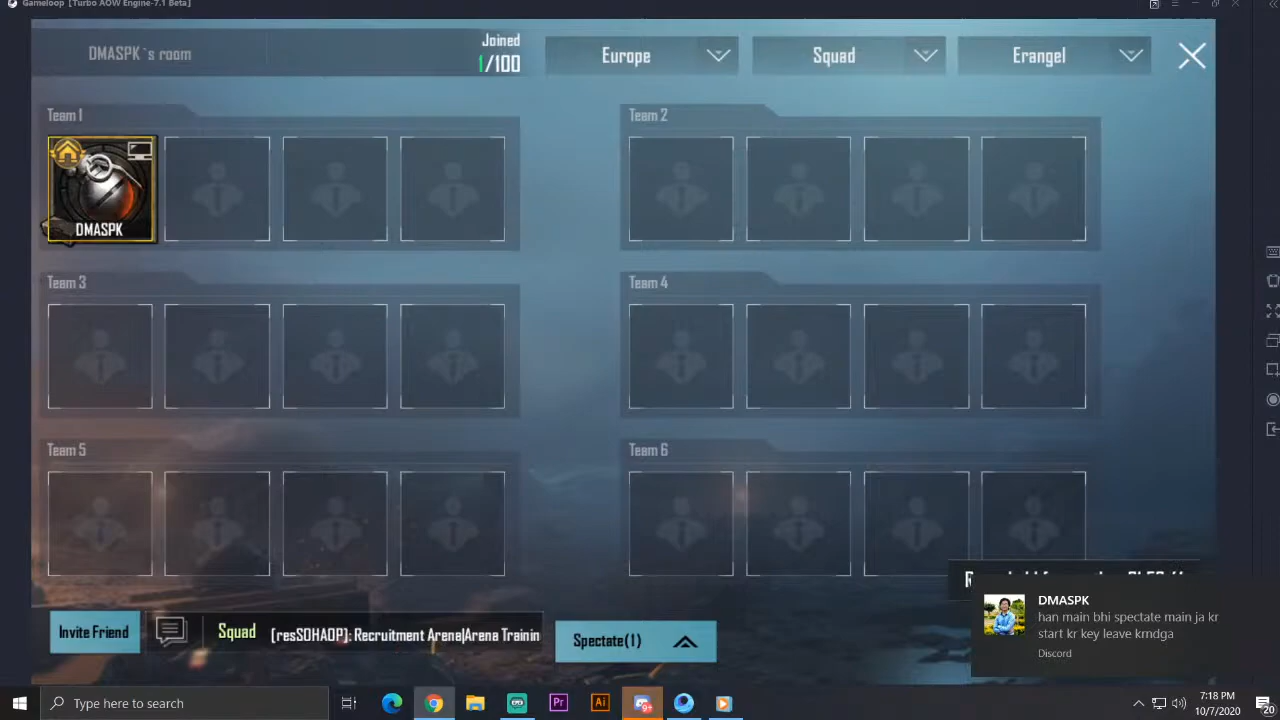 Gameloop [Turbo AOW Engine-7.1 Beta]
DMASPK`s room
Joined
1/100
Europe
Squad
Erangel
Team 1
DMASPK
Team 2
Team 3
Team 4
Team 5
Team 6
Invite Friend
Squad
[resSOHAOP]: Recruitment Arena|Arena Trainin
Spectate(1)
DMASPK
han main bhi spectate main ja kr
start kr key leave krndga
Discord
Type here to search
Pr
Ai
9+
7:18 PM
10/7/2020
20